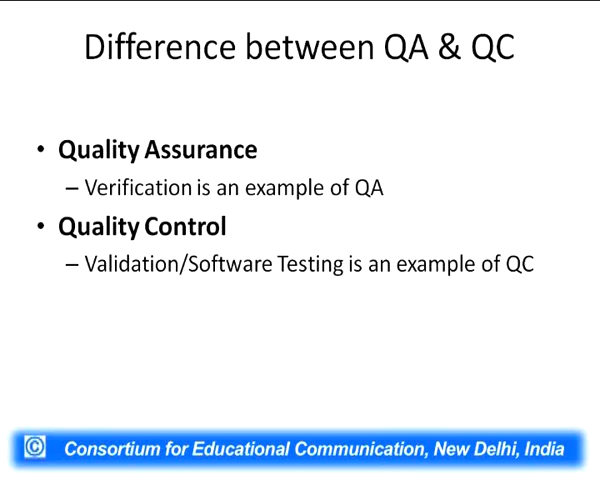 Difference between QA & QC
• Quality Assurance
– Verification is an example of QA
• Quality Control
– Validation/Software Testing is an example of QC
© Consortium for Educational Communication, New Delhi, India